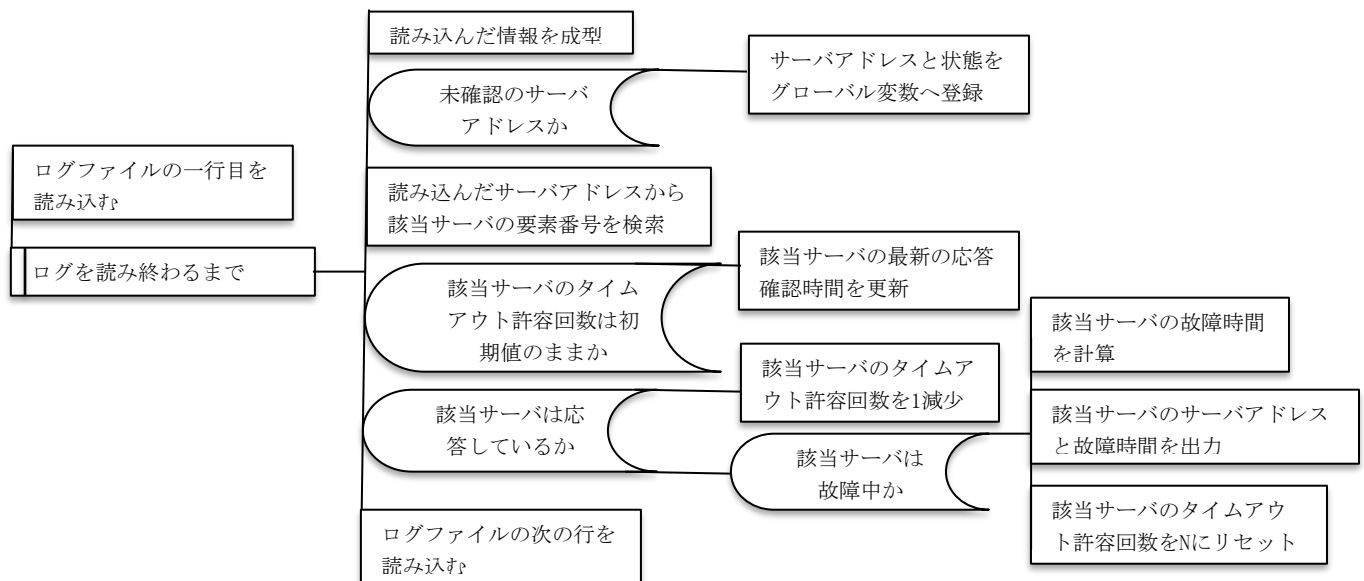 ログファイルの一行目を
読み込む
ログを読み終わるまで
読み込んだ情報を成型
未確認のサーバ
アドレスか
サーバアドレスと状態を
グローバル変数へ登録
読み込んだサーバアドレスから
該当サーバの要素番号を検索
該当サーバのタイム
アウト許容回数は初
期値のままか
該当サーバの最新の応答
確認時間を更新
該当サーバは応
答しているか
該当サーバのタイムア
ウト許容回数を1減少
該当サーバは
故障中か
該当サーバの故障時間
を計算
該当サーバのサーバアドレス
と故障時間を出力
該当サーバのタイムアウ
ト許容回数をNにリセット
ログファイルの次の行を
読み込む